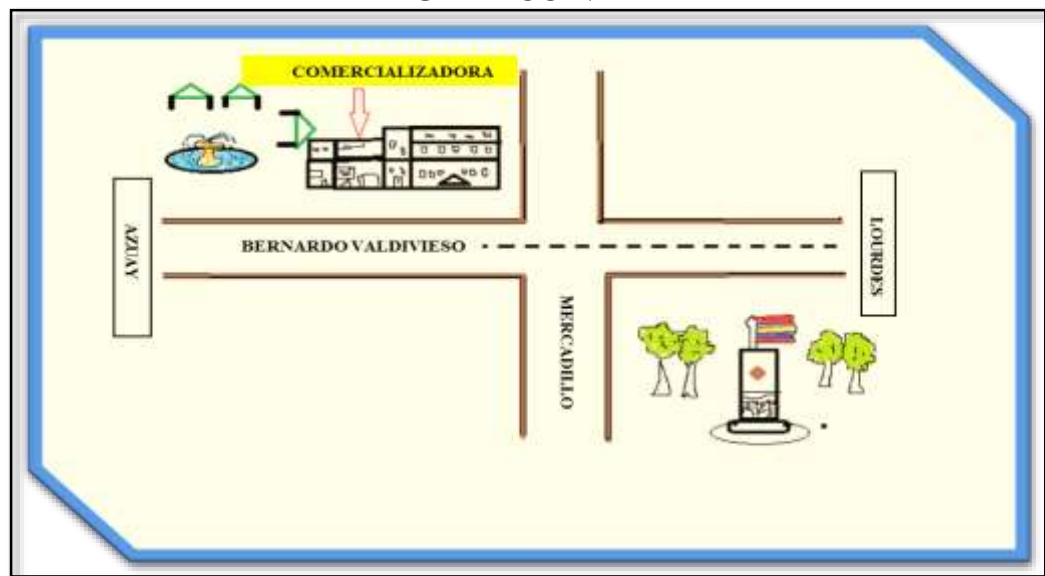 COMERCIALIZADORA
AZUAY
BERNARDO VALDIVIESO
LOURDES
MERCADILLO